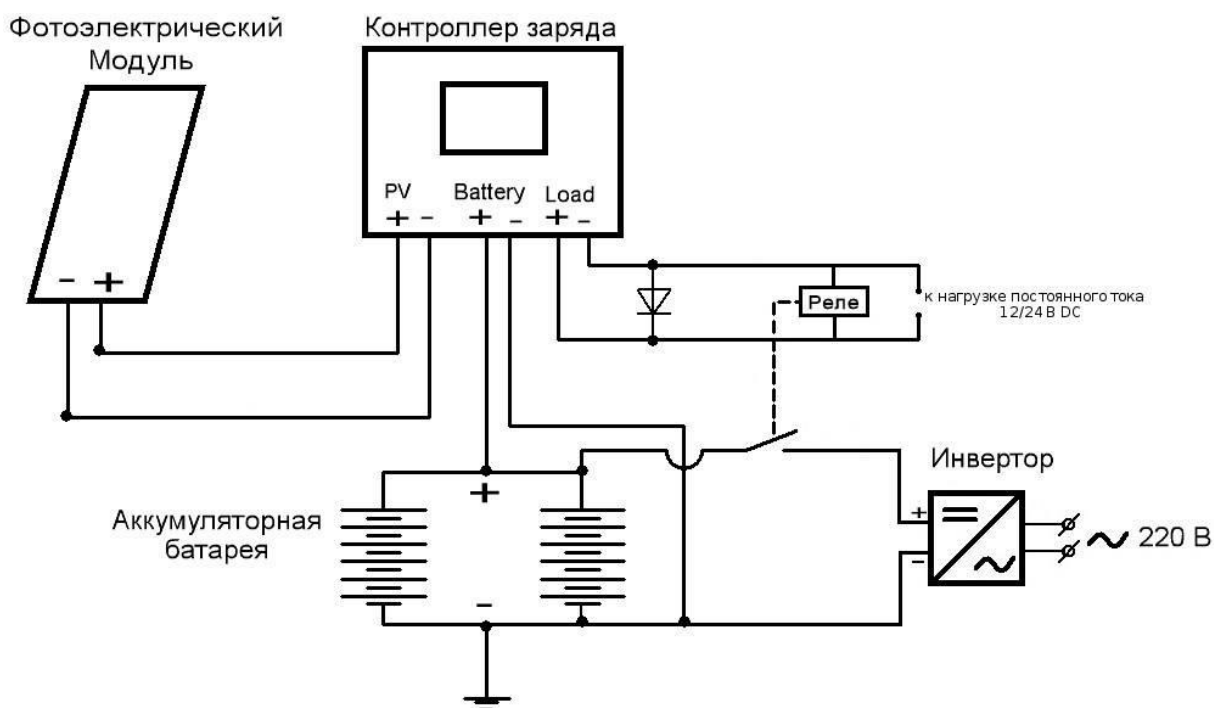 Фотоэлектрический
Модуль
Контроллер заряда
PV Battery Load
+ − + − + −
− +
Реле
к нагрузке постоянного тока
12/24 В DC
Инвертор
+
Аккумуляторная
батарея
+
−
~ 220 В
−